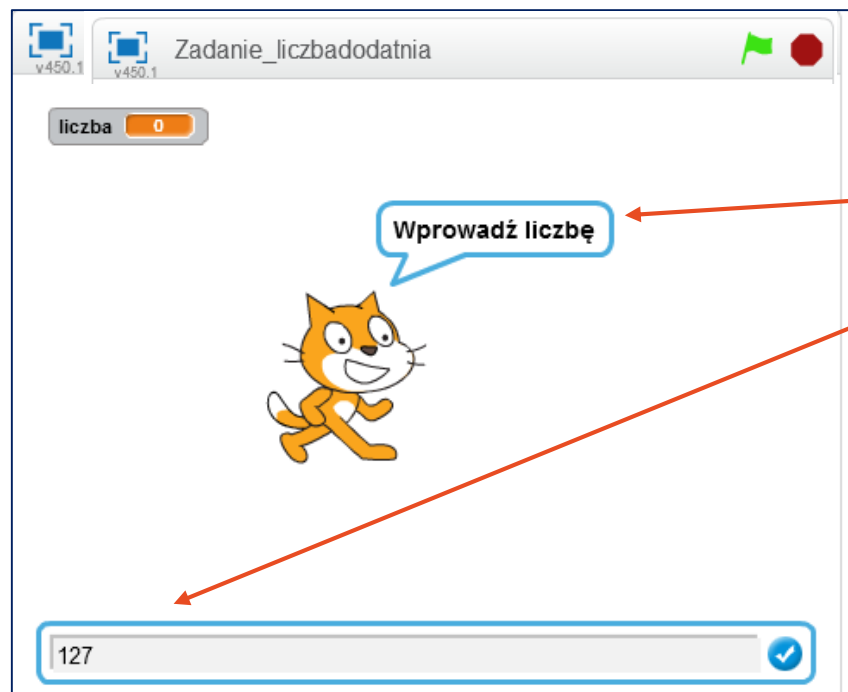 v450.1
v450.1
Zadanie_liczbadodatnia
liczba 0
Wprowadź liczbę
127